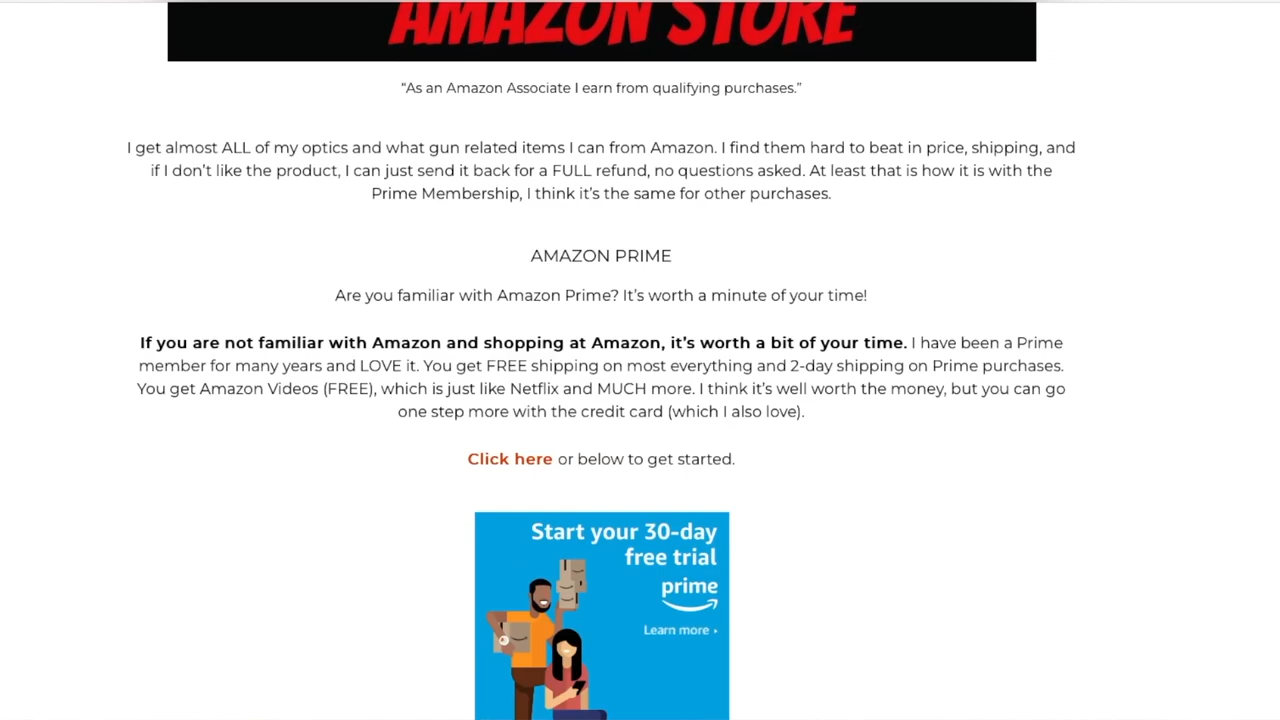 AMAZON STORE
“As an Amazon Associate I earn from qualifying purchases.”
I get almost ALL of my optics and what gun related items I can from Amazon. I find them hard to beat in price, shipping, and
if I don’t like the product, I can just send it back for a FULL refund, no questions asked. At least that is how it is with the
Prime Membership, I think it’s the same for other purchases.
AMAZON PRIME
Are you familiar with Amazon Prime? It’s worth a minute of your time!
If you are not familiar with Amazon and shopping at Amazon, it’s worth a bit of your time. I have been a Prime
member for many years and LOVE it. You get FREE shipping on most everything and 2-day shipping on Prime purchases.
You get Amazon Videos (FREE), which is just like Netflix and MUCH more. I think it’s well worth the money, but you can go
one step more with the credit card (which I also love).
Click here or below to get started.
Start your 30-day
free trial
prime
Learn more ›